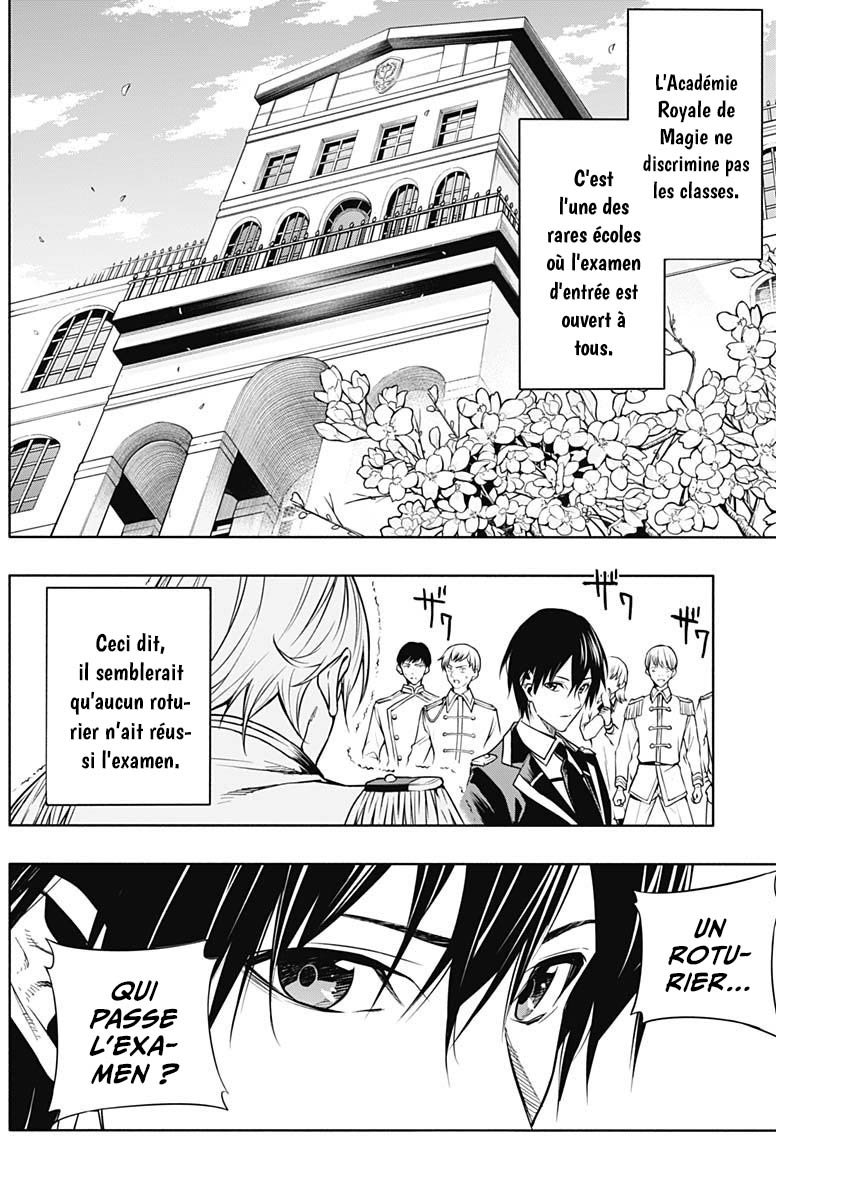 L'Académie
Royale de
Magie ne
discrimine pas
les classes.
C'est
l'une des
rares écoles
où l'examen
d'entrée est
ouvert à
tous.
ザワ
ザワ
Ceci dit,
il semblerait
qu'aucun rotu-
rier n'ait réus-
si l'examen.
UN
ROTU-
RIER...
QUI
PASSE
L'EXA-
MEN ?